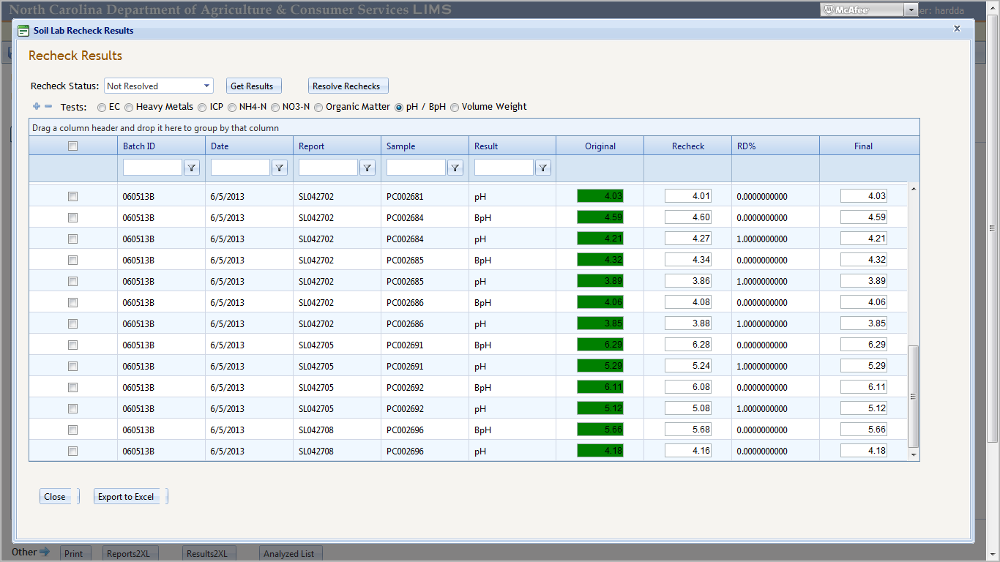 North Carolina Department of Agriculture & Consumer Services LIMS
McAfee
er: hardda
Soil Lab Recheck Results
Recheck Results
Recheck Status: Not Resolved Get Results Resolve Rechecks
Tests: EC Heavy Metals ICP NH4-N NO3-N Organic Matter pH / BpH Volume Weight
Drag a column header and drop it here to group by that column
Batch ID Date Report Sample Result Original Recheck RD% Final
060513B 6/5/2013 SL042702 PC002681 pH 4.03 4.01 0.0000000000 4.03
060513B 6/5/2013 SL042702 PC002684 BpH 4.59 4.60 0.0000000000 4.59
060513B 6/5/2013 SL042702 PC002684 pH 4.21 4.27 1.0000000000 4.21
060513B 6/5/2013 SL042702 PC002685 BpH 4.32 4.34 0.0000000000 4.32
060513B 6/5/2013 SL042702 PC002685 pH 3.89 3.86 1.0000000000 3.89
060513B 6/5/2013 SL042702 PC002686 BpH 4.06 4.08 0.0000000000 4.06
060513B 6/5/2013 SL042702 PC002686 pH 3.85 3.88 1.0000000000 3.85
060513B 6/5/2013 SL042705 PC002691 BpH 6.29 6.28 0.0000000000 6.29
060513B 6/5/2013 SL042705 PC002691 pH 5.29 5.24 1.0000000000 5.29
060513B 6/5/2013 SL042705 PC002692 BpH 6.11 6.08 0.0000000000 6.11
060513B 6/5/2013 SL042705 PC002692 pH 5.12 5.08 1.0000000000 5.12
060513B 6/5/2013 SL042708 PC002696 BpH 5.66 5.68 0.0000000000 5.66
060513B 6/5/2013 SL042708 PC002696 pH 4.18 4.16 0.0000000000 4.18
Close Export to Excel
Other Print Reports2XL Results2XL Analyzed List